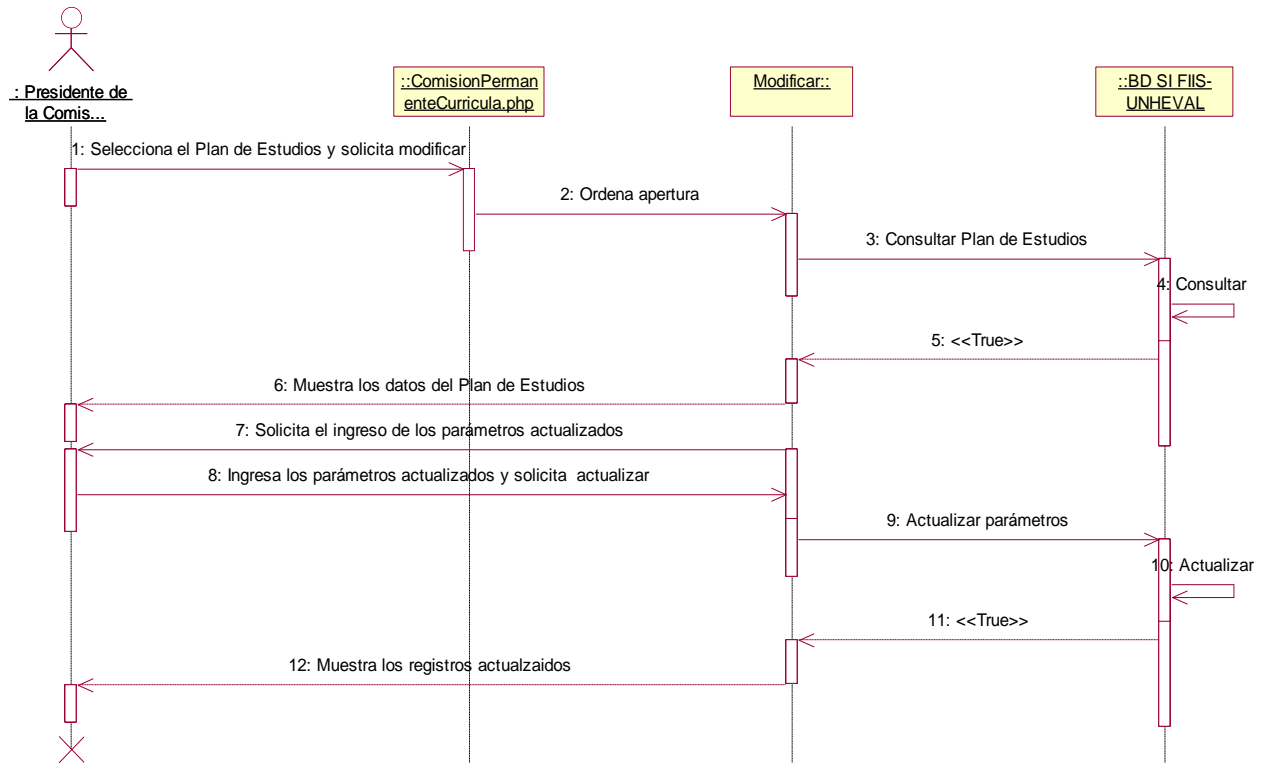 : Presidente de
la Comis...
::ComisionPerman
enteCurricula.php
Modificar::
::BD SI FIIS-
UNHEVAL
1: Selecciona el Plan de Estudios y solicita modificar
2: Ordena apertura
3: Consultar Plan de Estudios
4: Consultar
5: <<True>>
6: Muestra los datos del Plan de Estudios
7: Solicita el ingreso de los parámetros actualizados
8: Ingresa los parámetros actualizados y solicita  actualizar
9: Actualizar parámetros
10: Actualizar
11: <<True>>
12: Muestra los registros actualzaidos